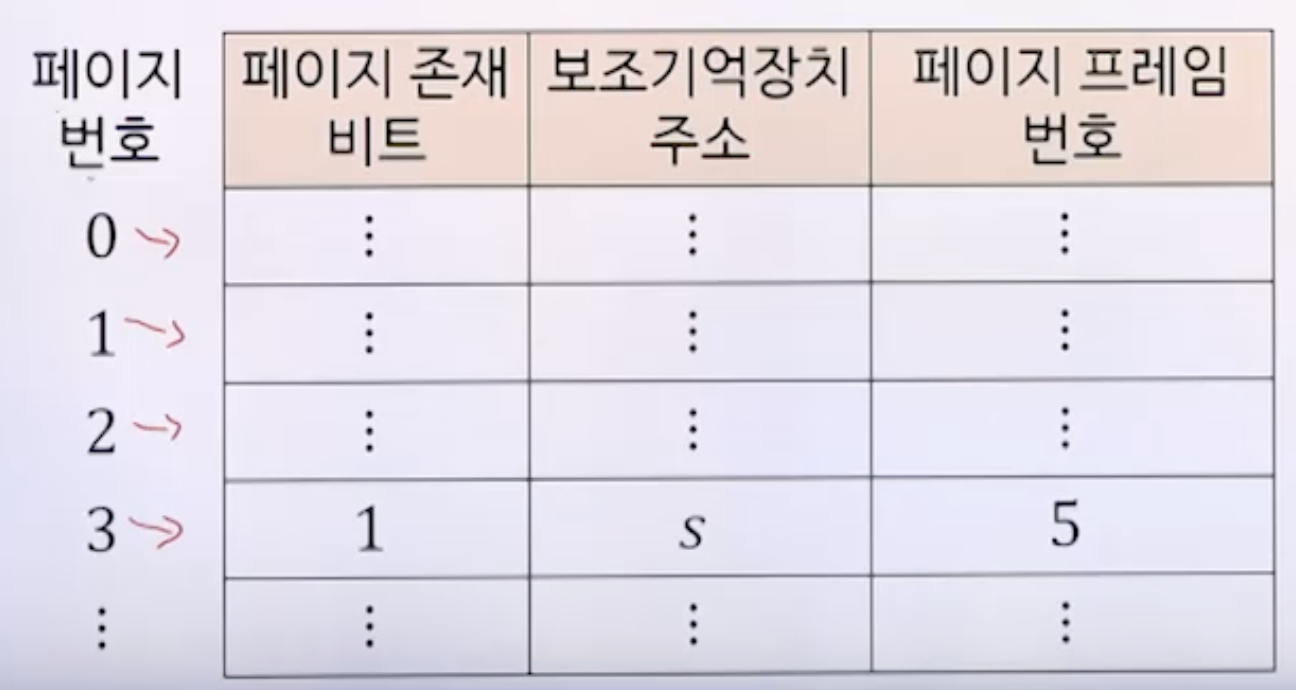 페이지 번호 | 페이지 존재 비트 | 보조기억장치 주소 | 페이지 프레임 번호
0 | ⋮ | ⋮ | ⋮
1 | ⋮ | ⋮ | ⋮
2 | ⋮ | ⋮ | ⋮
3 | 1 | s | 5
⋮ | ⋮ | ⋮ | ⋮